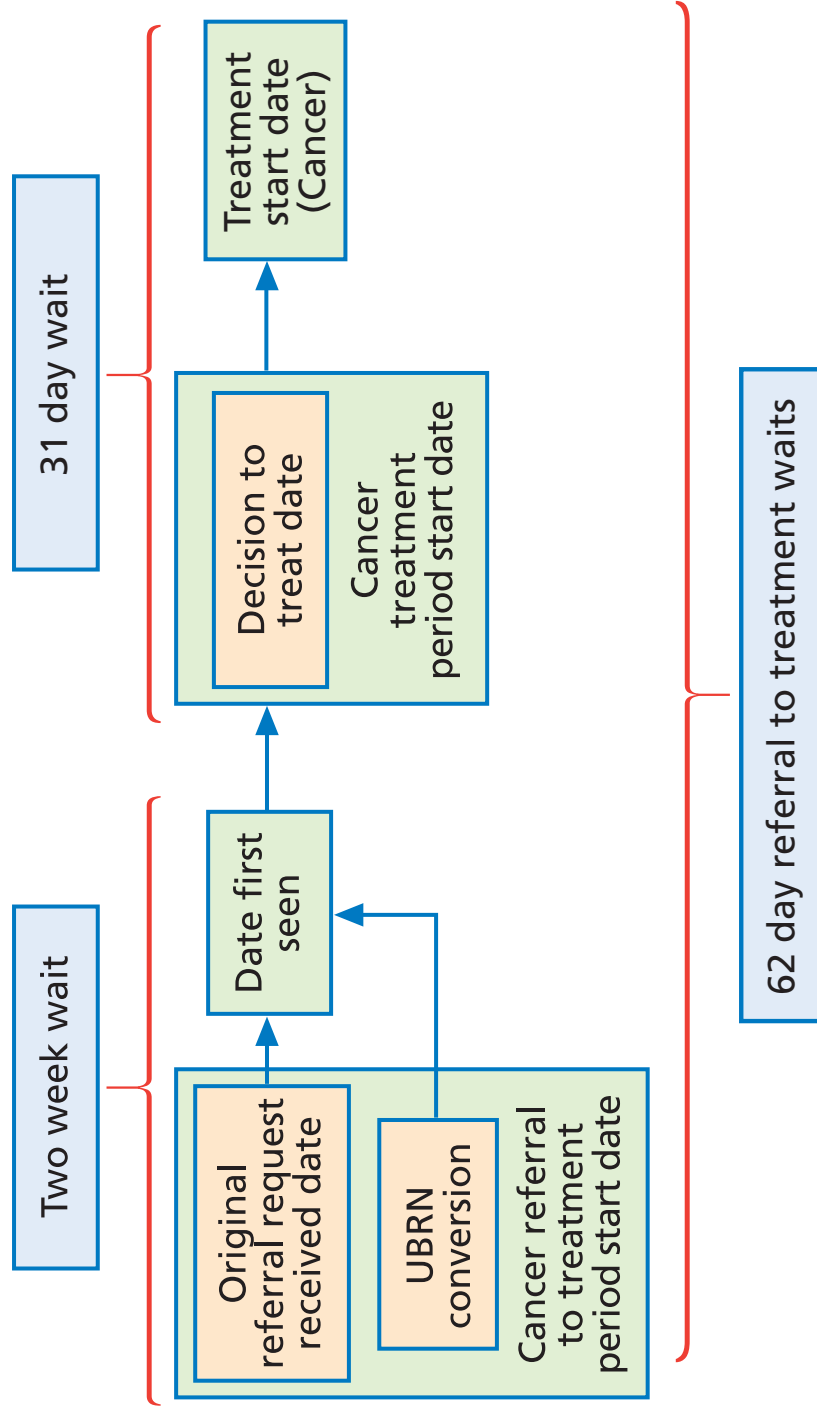 Two week wait
31 day wait
Original
referral request
received date
UBRN
conversion
Cancer referral
to treatment
period start date
Date first
seen
Decision to
treat date
Cancer
treatment
period start date
Treatment
start date
(Cancer)
62 day referral to treatment waits